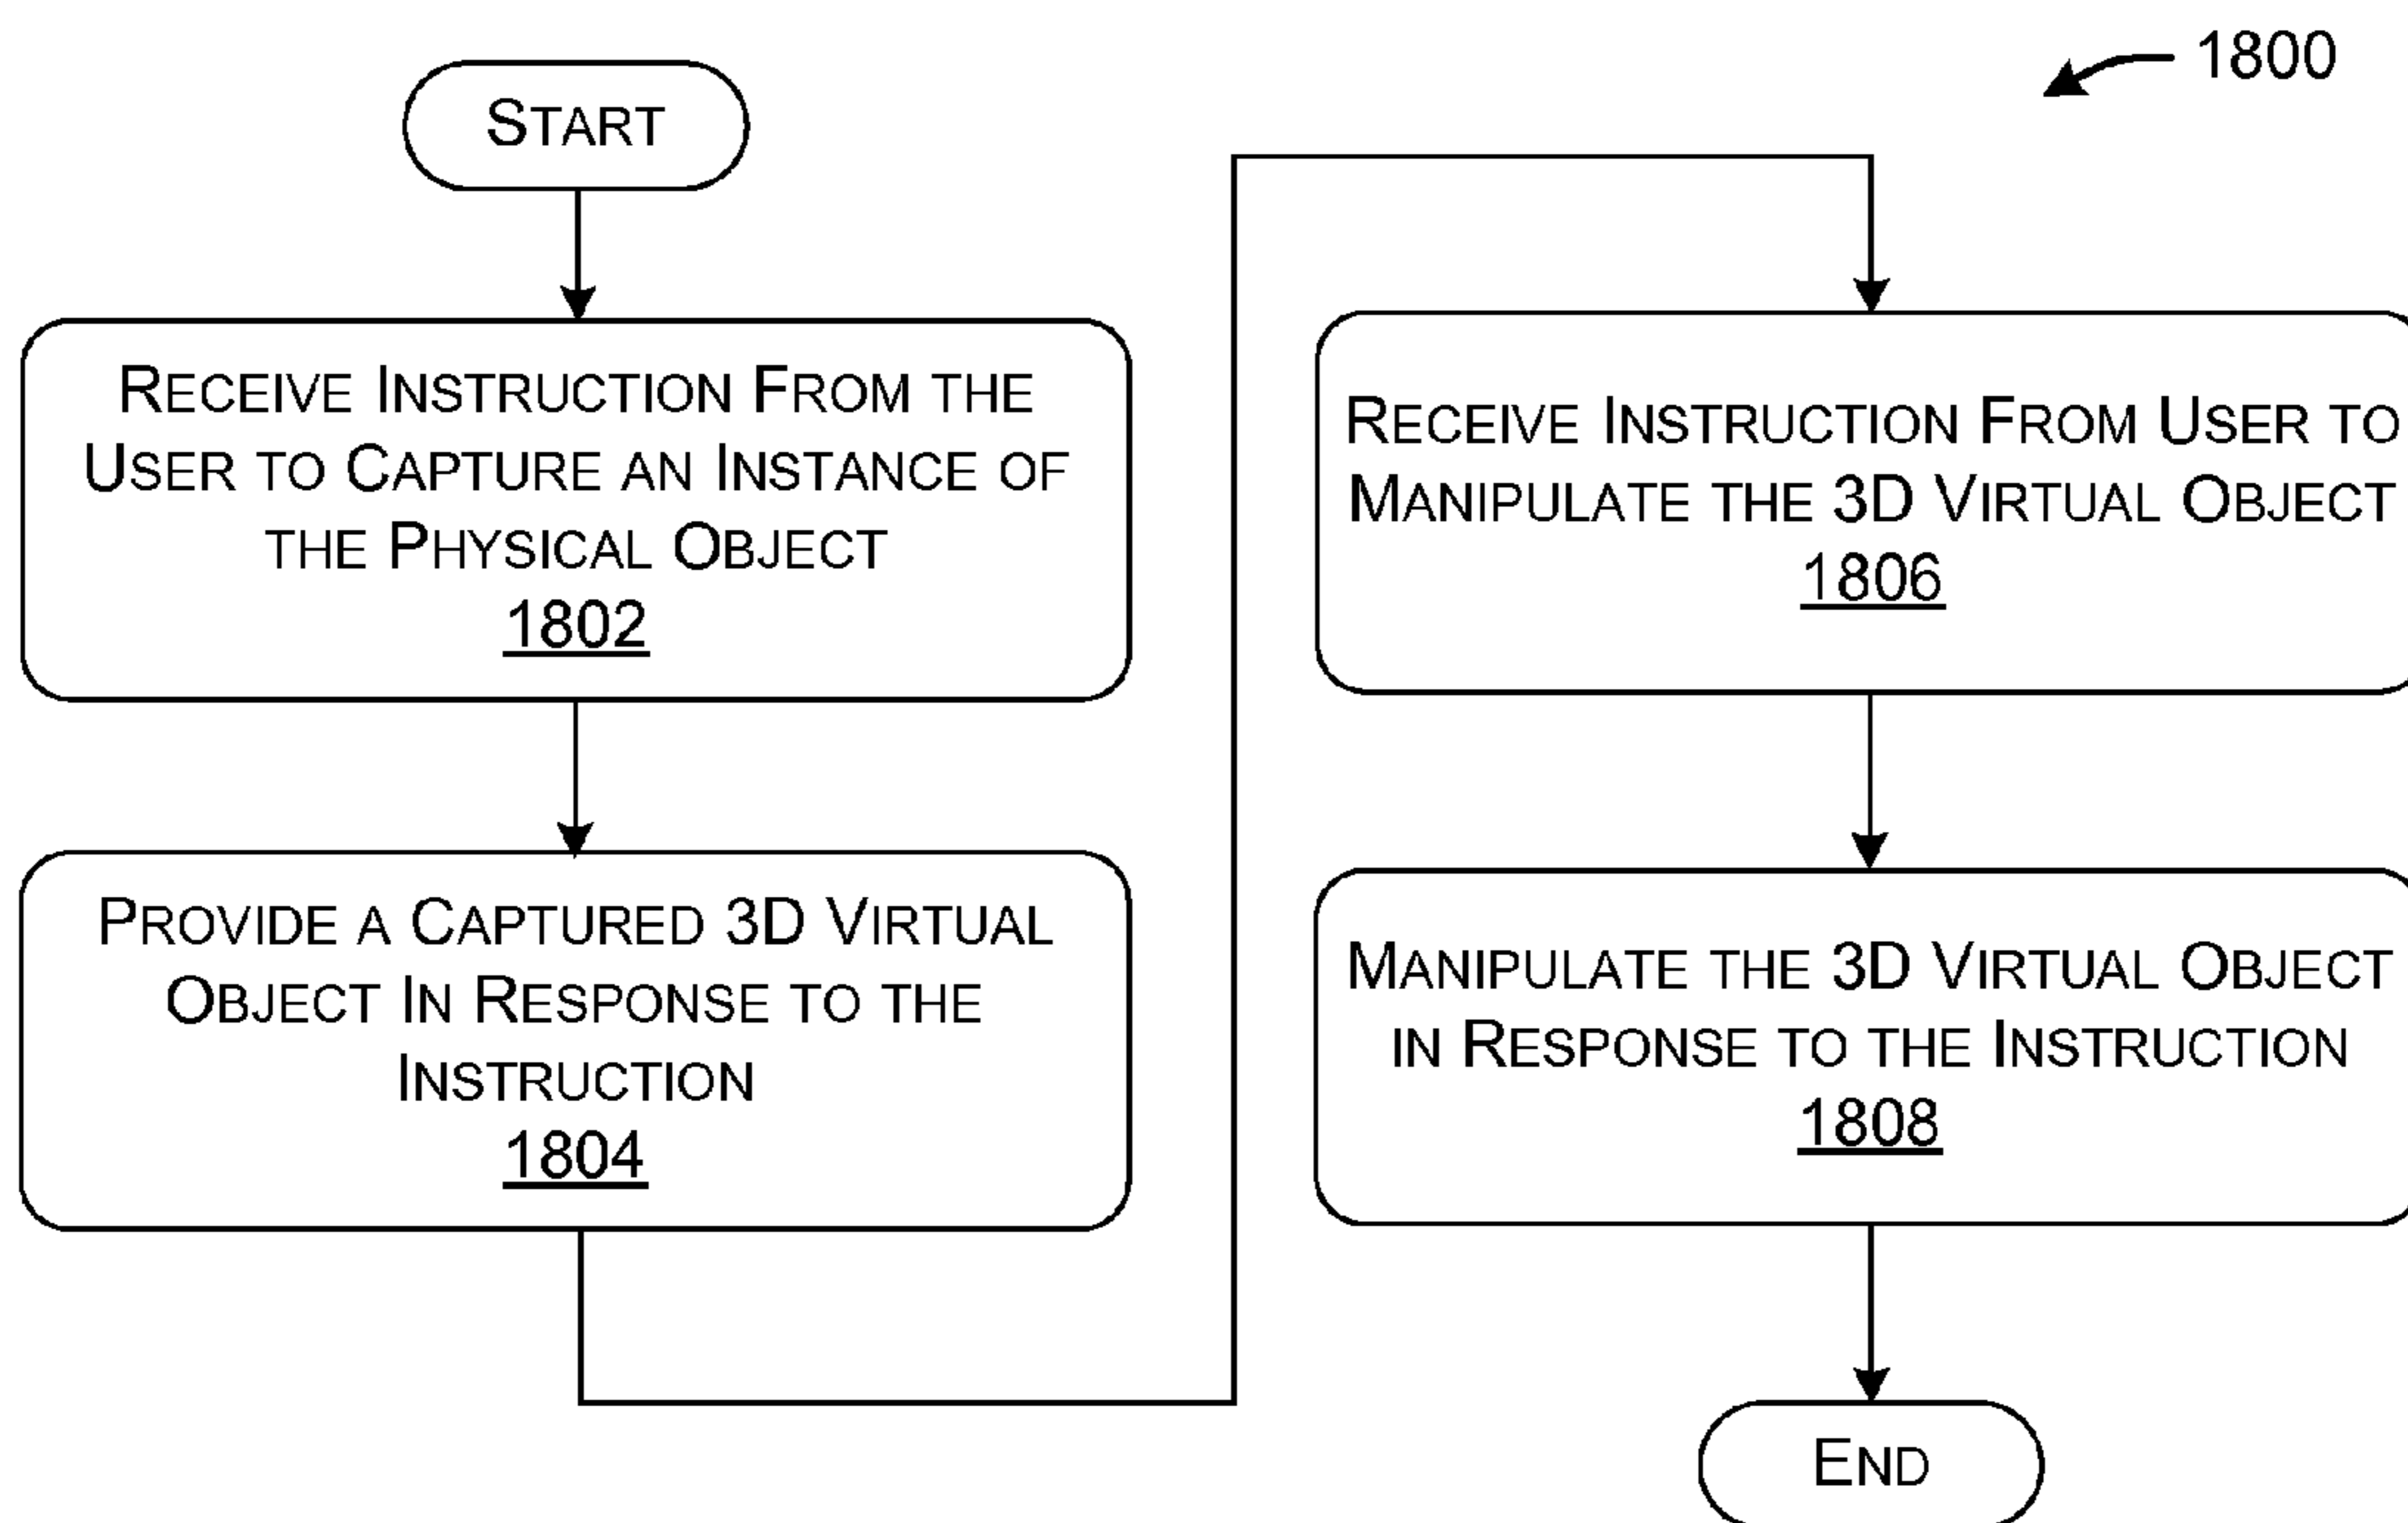 1800
START
RECEIVE INSTRUCTION FROM THE
USER TO CAPTURE AN INSTANCE OF
THE PHYSICAL OBJECT
1802
PROVIDE A CAPTURED 3D VIRTUAL
OBJECT IN RESPONSE TO THE
INSTRUCTION
1804
RECEIVE INSTRUCTION FROM USER TO
MANIPULATE THE 3D VIRTUAL OBJECT
1806
MANIPULATE THE 3D VIRTUAL OBJECT
IN RESPONSE TO THE INSTRUCTION
1808
END